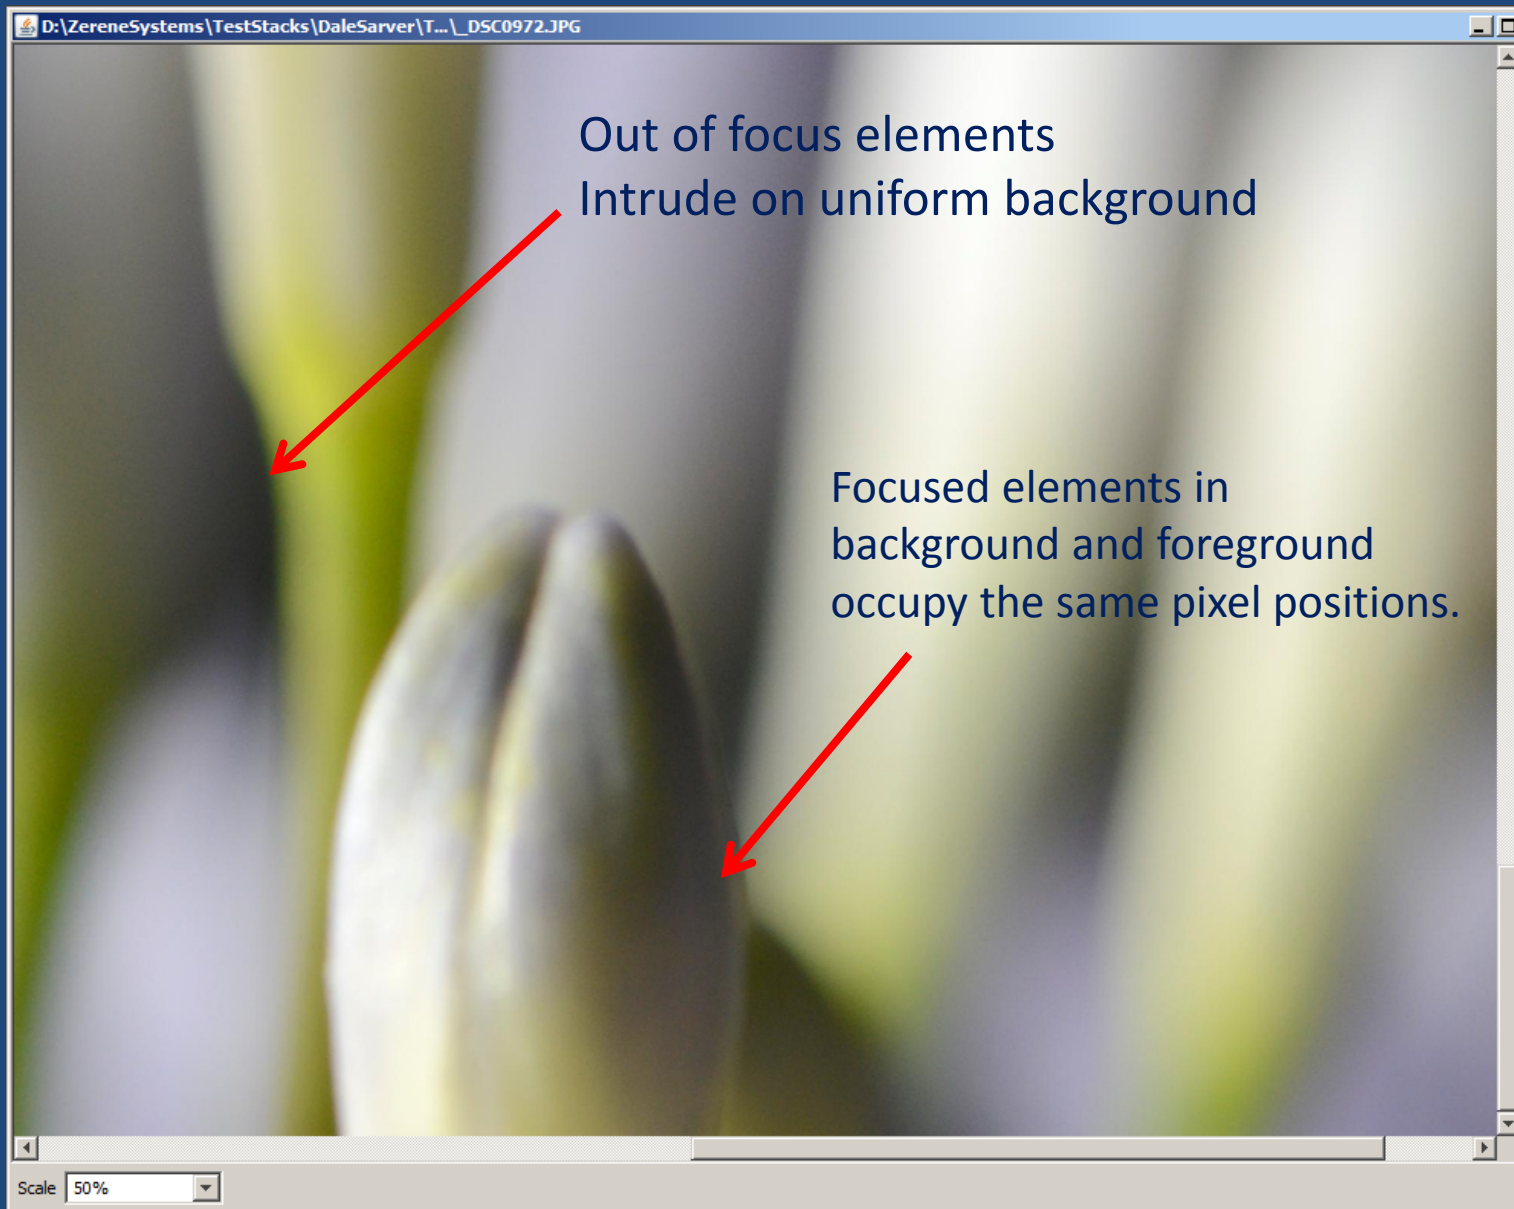 D:\ZereneSystems\TestStacks\DaleSarver\T...\_DSC0972.JPG
Out of focus elements
Intrude on uniform background
Focused elements in
background and foreground
occupy the same pixel positions.
Scale 50%